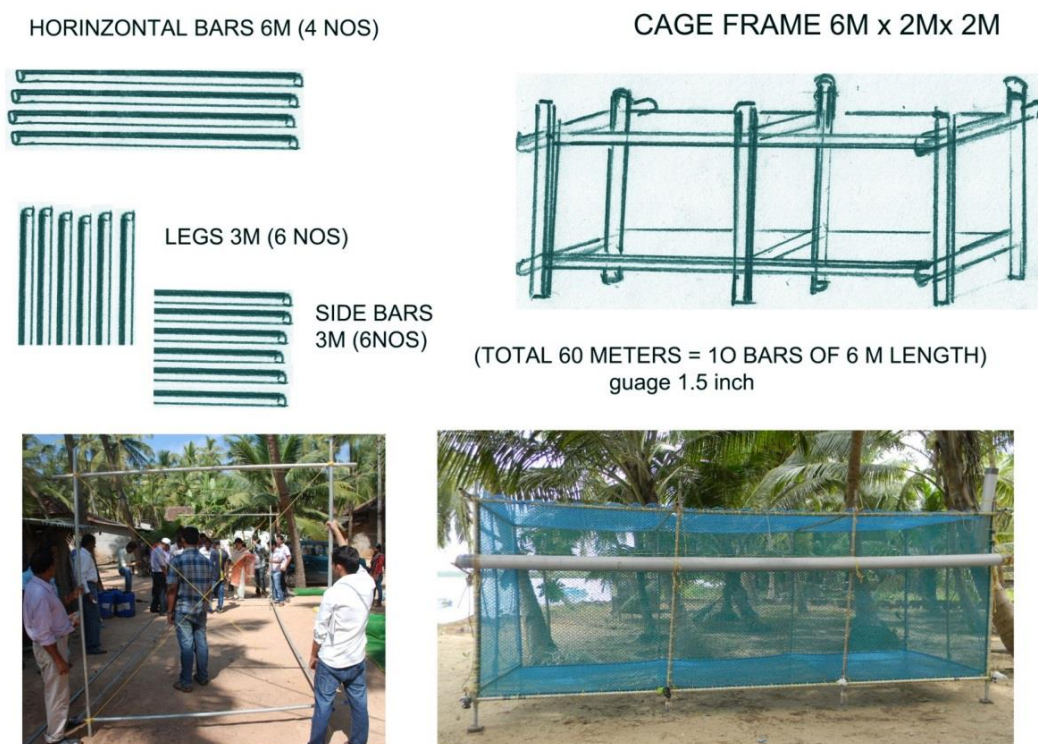 HORINZONTAL BARS 6M (4 NOS)
CAGE FRAME 6M x 2Mx 2M
LEGS 3M (6 NOS)
SIDE BARS
3M (6NOS)
(TOTAL 60 METERS = 1O BARS OF 6 M LENGTH)
guage 1.5 inch